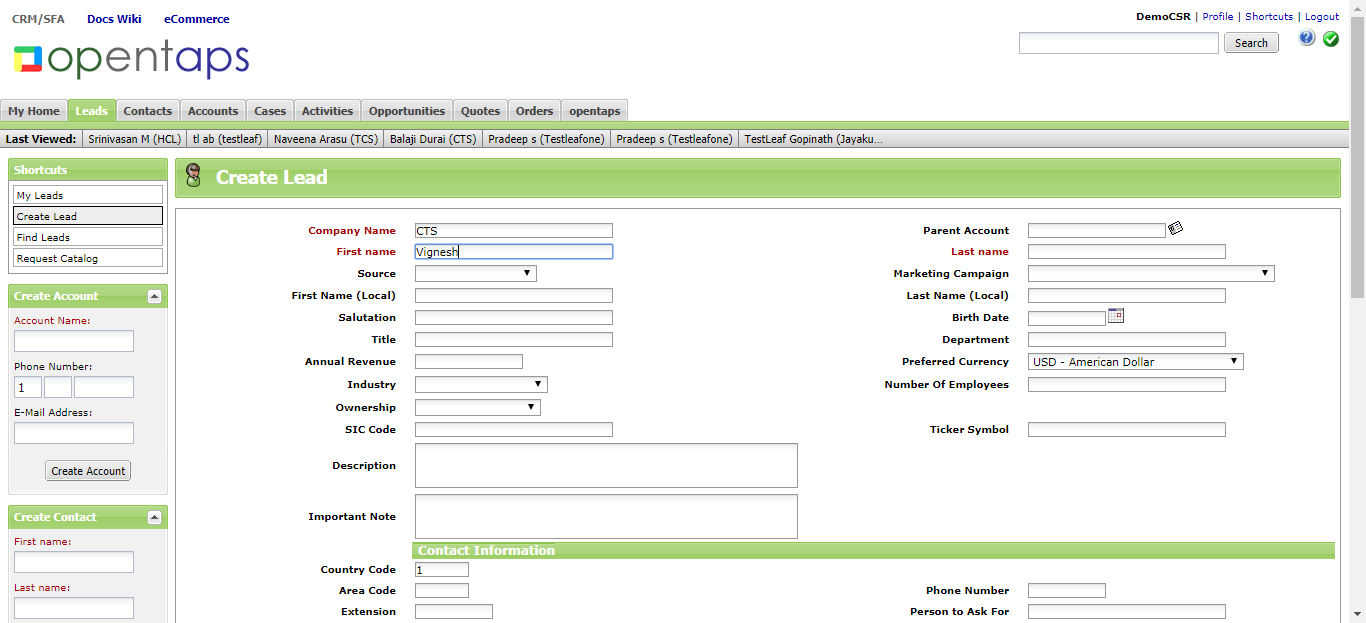 CRM/SFA Docs Wiki eCommerce
DemoCSR | Profile | Shortcuts | Logout
opentaps
Search
My Home Leads Contacts Accounts Cases Activities Opportunities Quotes Orders opentaps
Last Viewed: Srinivasan M (HCL) tl ab (testleaf) Naveena Arasu (TCS) Balaji Durai (CTS) Pradeep s (Testleafone) Pradeep s (Testleafone) TestLeaf Gopinath (Jayaku...
Shortcuts
My Leads
Create Lead
Find Leads
Request Catalog
Create Account
Account Name:
Phone Number:
1
E-Mail Address:
Create Account
Create Contact
First name:
Last name:
Create Lead
Company Name CTS Parent Account
First name Vignesh Last name
Source Marketing Campaign
First Name (Local) Last Name (Local)
Salutation Birth Date
Title Department
Annual Revenue Preferred Currency USD - American Dollar
Industry Number Of Employees
Ownership
SIC Code Ticker Symbol
Description
Important Note
Contact Information
Country Code 1
Area Code Phone Number
Extension Person to Ask For